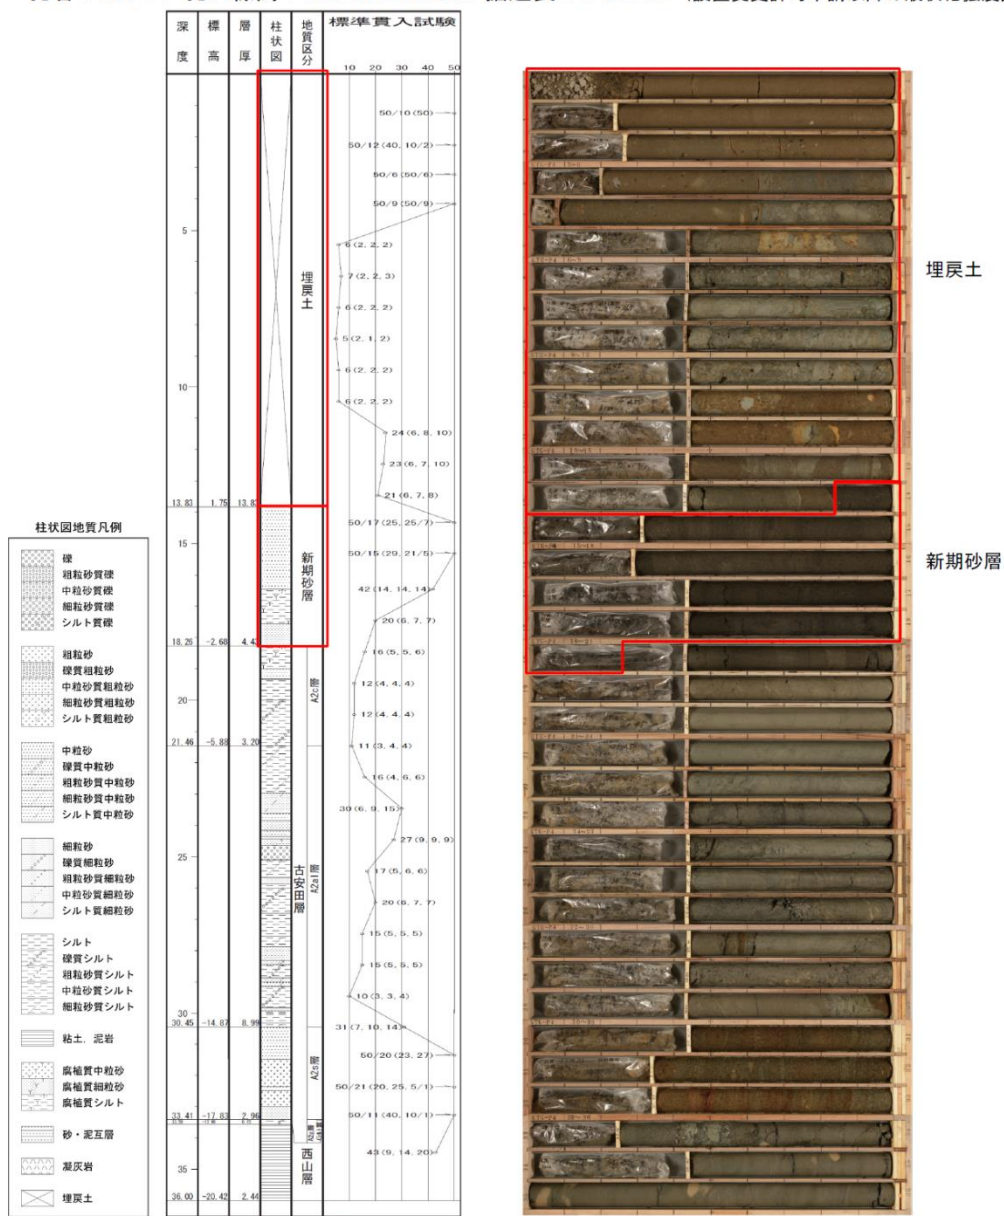 深度
標高
層厚
柱状図
地質区分
標準貫入試験
10 20 30 40 50
50/10(50)
50/12(40, 10/2)
50/6(50/6)
50/9(50/9)
5
6(2, 2, 2)
7(2, 2, 3)
6(2, 2, 2)
5(2, 1, 2)
6(2, 2, 2)
10
6(2, 2, 2)
24(6, 8, 10)
23(6, 7, 10)
21(6, 7, 8)
埋戻土
13.83 1.75 13.83
50/17(25, 25/7)
15
50/15(29, 21/5)
42(14, 14, 14)
20(6, 7, 7)
新期砂層
18.26 -2.68 4.43
16(5, 5, 6)
12(4, 4, 4)
20
12(4, 4, 4)
A2c層
21.46 -5.88 3.20
11(3, 4, 4)
16(4, 6, 6)
30(6, 9, 15)
27(9, 9, 9)
25
17(5, 6, 6)
20(6, 7, 7)
15(5, 5, 5)
15(5, 5, 5)
10(3, 3, 4)
古安田層
A2al層
30
30.45 -14.87 8.99
31(7, 10, 14)
50/20(23, 27)
50/21(20, 25, 5/1)
A2s層
33.41 -17.83 2.96
50/11(40, 10/1)
43(9, 14, 20)
35
西山層
36.00 -20.42 2.44
柱状図地質凡例
礫
粗粒砂質礫
中粒砂質礫
細粒砂質礫
シルト質礫
粗粒砂
礫質粗粒砂
中粒砂質粗粒砂
細粒砂質粗粒砂
シルト質粗粒砂
中粒砂
礫質中粒砂
粗粒砂質中粒砂
細粒砂質中粒砂
シルト質中粒砂
細粒砂
礫質細粒砂
粗粒砂質細粒砂
中粒砂質細粒砂
シルト質細粒砂
シルト
礫質シルト
粗粒砂質シルト
中粒砂質シルト
細粒砂質シルト
粘土，泥岩
腐植質中粒砂
腐植質細粒砂
腐植質シルト
砂・泥互層
凝灰岩
埋戻土
埋戻土
新期砂層